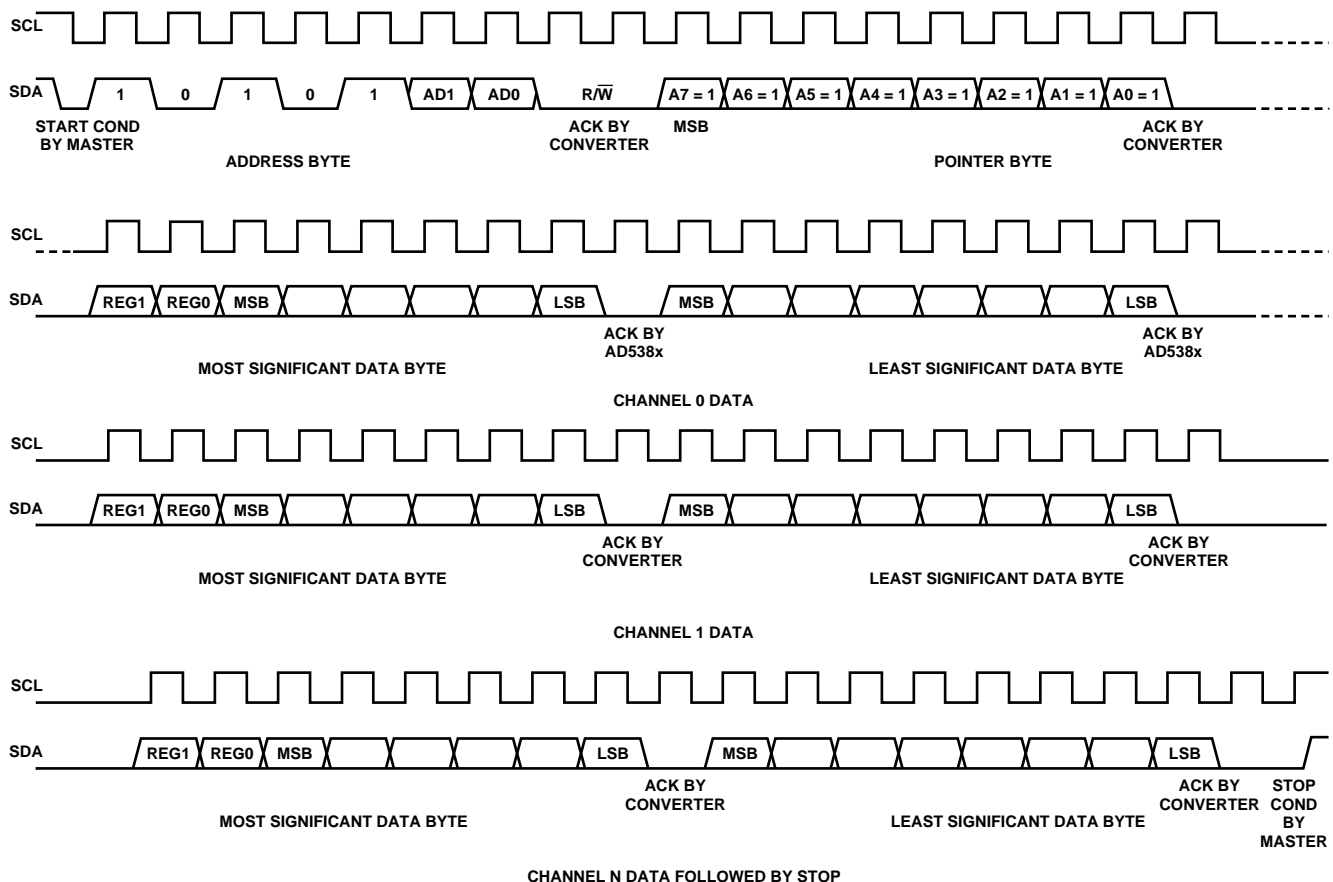 SCL
SDA 1 0 1 0 1 AD1 AD0 R/W̅ A7 = 1 A6 = 1 A5 = 1 A4 = 1 A3 = 1 A2 = 1 A1 = 1 A0 = 1
START COND BY MASTER
ACK BY CONVERTER
MSB
ACK BY CONVERTER
ADDRESS BYTE
POINTER BYTE
SCL
SDA REG1 REG0 MSB LSB MSB LSB
ACK BY AD538x
ACK BY AD538x
MOST SIGNIFICANT DATA BYTE
LEAST SIGNIFICANT DATA BYTE
CHANNEL 0 DATA
SCL
SDA REG1 REG0 MSB LSB MSB LSB
ACK BY CONVERTER
ACK BY CONVERTER
MOST SIGNIFICANT DATA BYTE
LEAST SIGNIFICANT DATA BYTE
CHANNEL 1 DATA
SCL
SDA REG1 REG0 MSB LSB MSB LSB
ACK BY CONVERTER
ACK BY CONVERTER
STOP COND BY MASTER
MOST SIGNIFICANT DATA BYTE
LEAST SIGNIFICANT DATA BYTE
CHANNEL N DATA FOLLOWED BY STOP